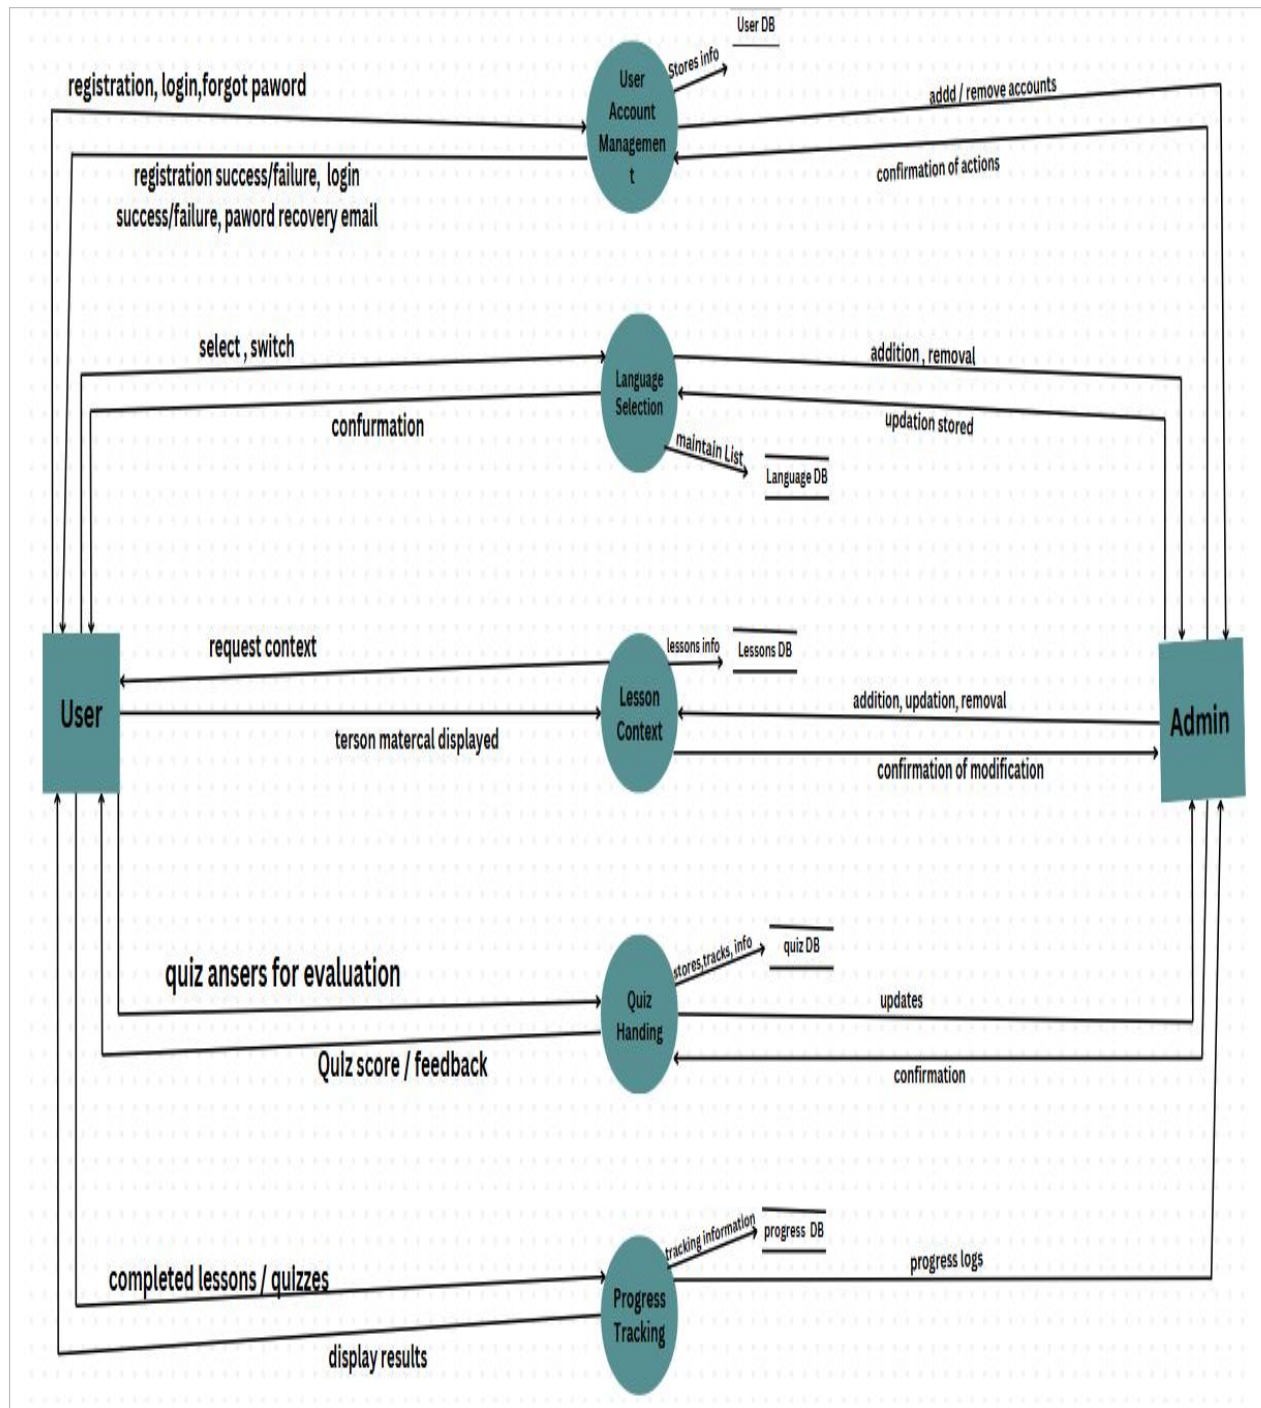 User DB
Stores info
User
Account
Managemen
t
registration, login,forgot paword
addd / remove accounts
registration success/failure, login
success/failure, paword recovery email
confirmation of actions
select , switch
Language
Selection
addition , removal
confurmation
updation stored
maintain List
Language DB
request context
lessons info
Lessons DB
User
Lesson
Context
addition, updation, removal
Admin
terson matercal displayed
confirmation of modification
quiz ansers for evaluation
stores,tracks, info
quiz DB
Quiz
Handing
updates
Quiz score / feedback
confirmation
tracking information
progress DB
completed lessons / quizzes
Progress
Tracking
progress logs
display results